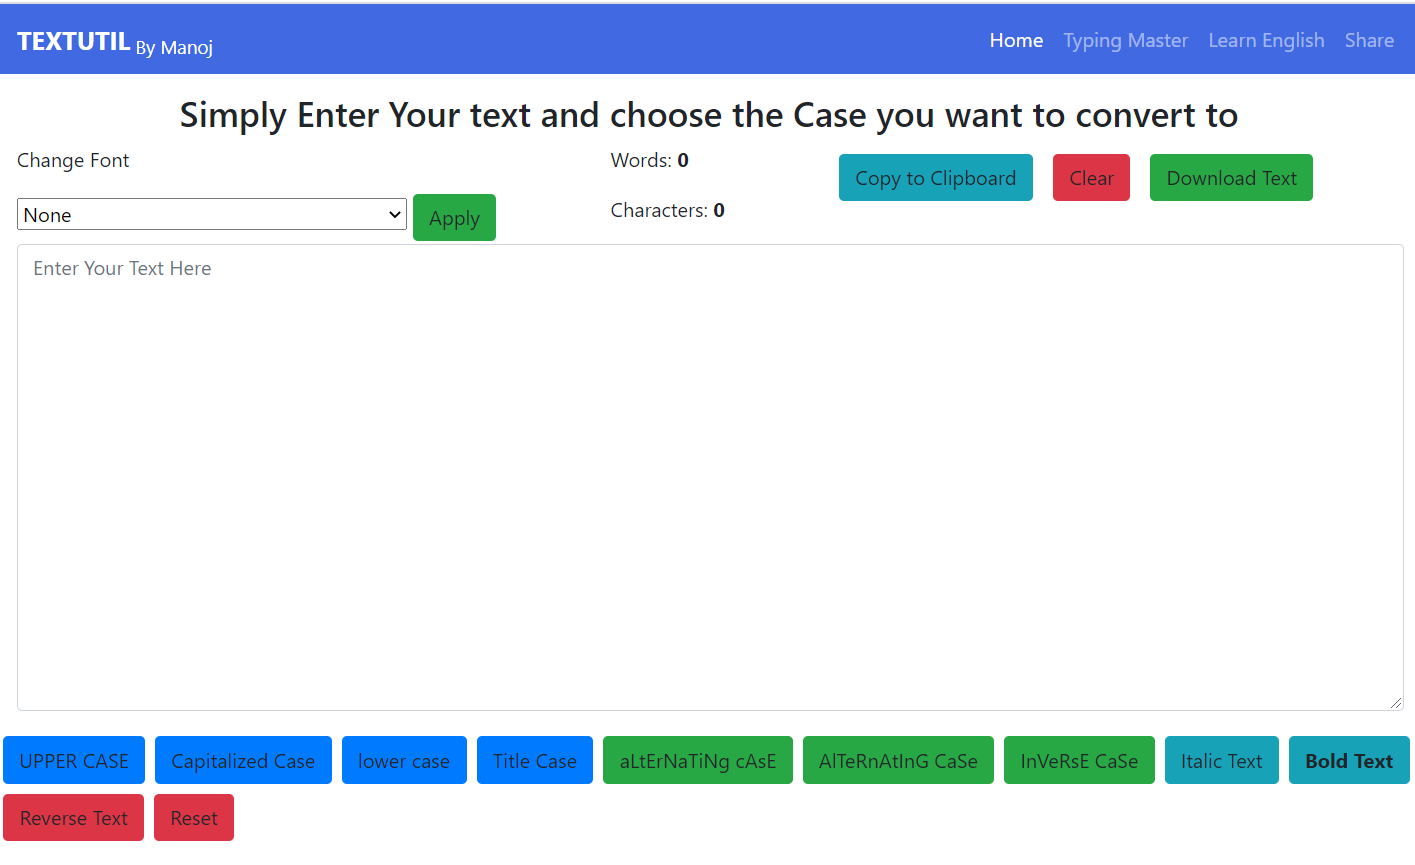 TEXTUTIL By Manoj Home Typing Master Learn English Share
Simply Enter Your text and choose the Case you want to convert to
Change Font
Words: 0
Copy to Clipboard Clear Download Text
None Apply
Characters: 0
Enter Your Text Here
UPPER CASE Capitalized Case lower case Title Case aLtErNaTiNg cAsE AlTeRnAtInG CaSe InVeRsE CaSe Italic Text Bold Text
Reverse Text Reset